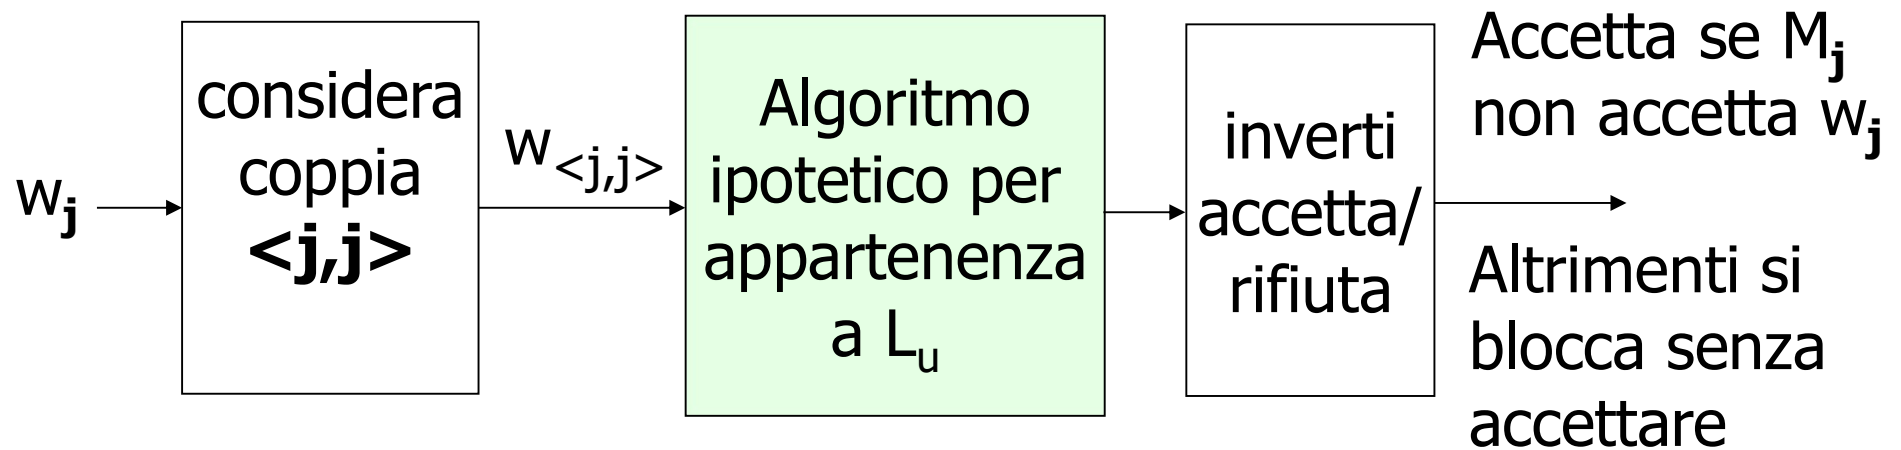 w_j
considera
coppia
<j,j>
w_<j,j>
Algoritmo
ipotetico per
appartenenza
a L_u
inverti
accetta/
rifiuta
Accetta se M_j
non accetta w_j
Altrimenti si
blocca senza
accettare